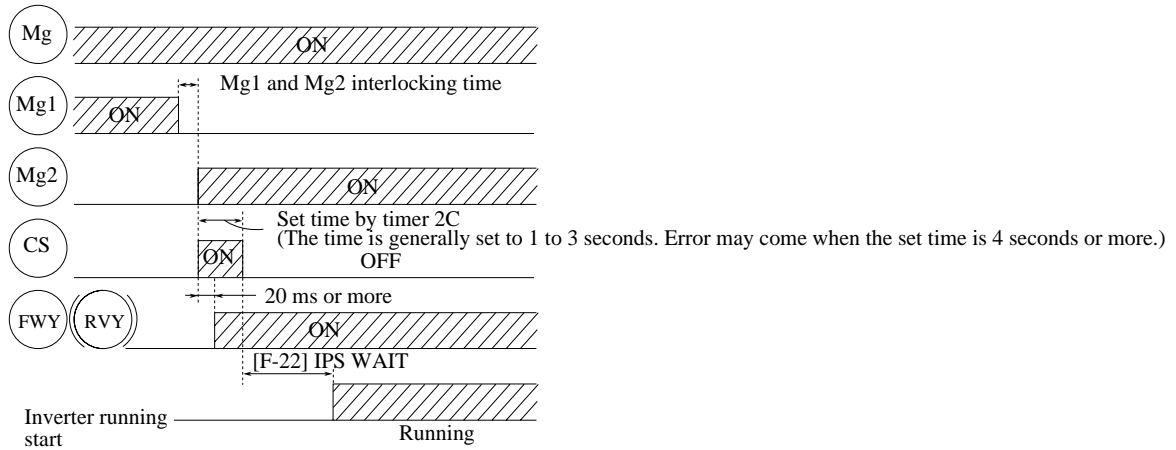 Mg
ON
Mg1 and Mg2 interlocking time
Mg1
ON
Mg2
ON
Set time by timer 2C
(The time is generally set to 1 to 3 seconds. Error may come when the set time is 4 seconds or more.)
CS
ON
OFF
20 ms or more
FWY
RVY
ON
[F-22] IPS WAIT
Inverter running
start
Running